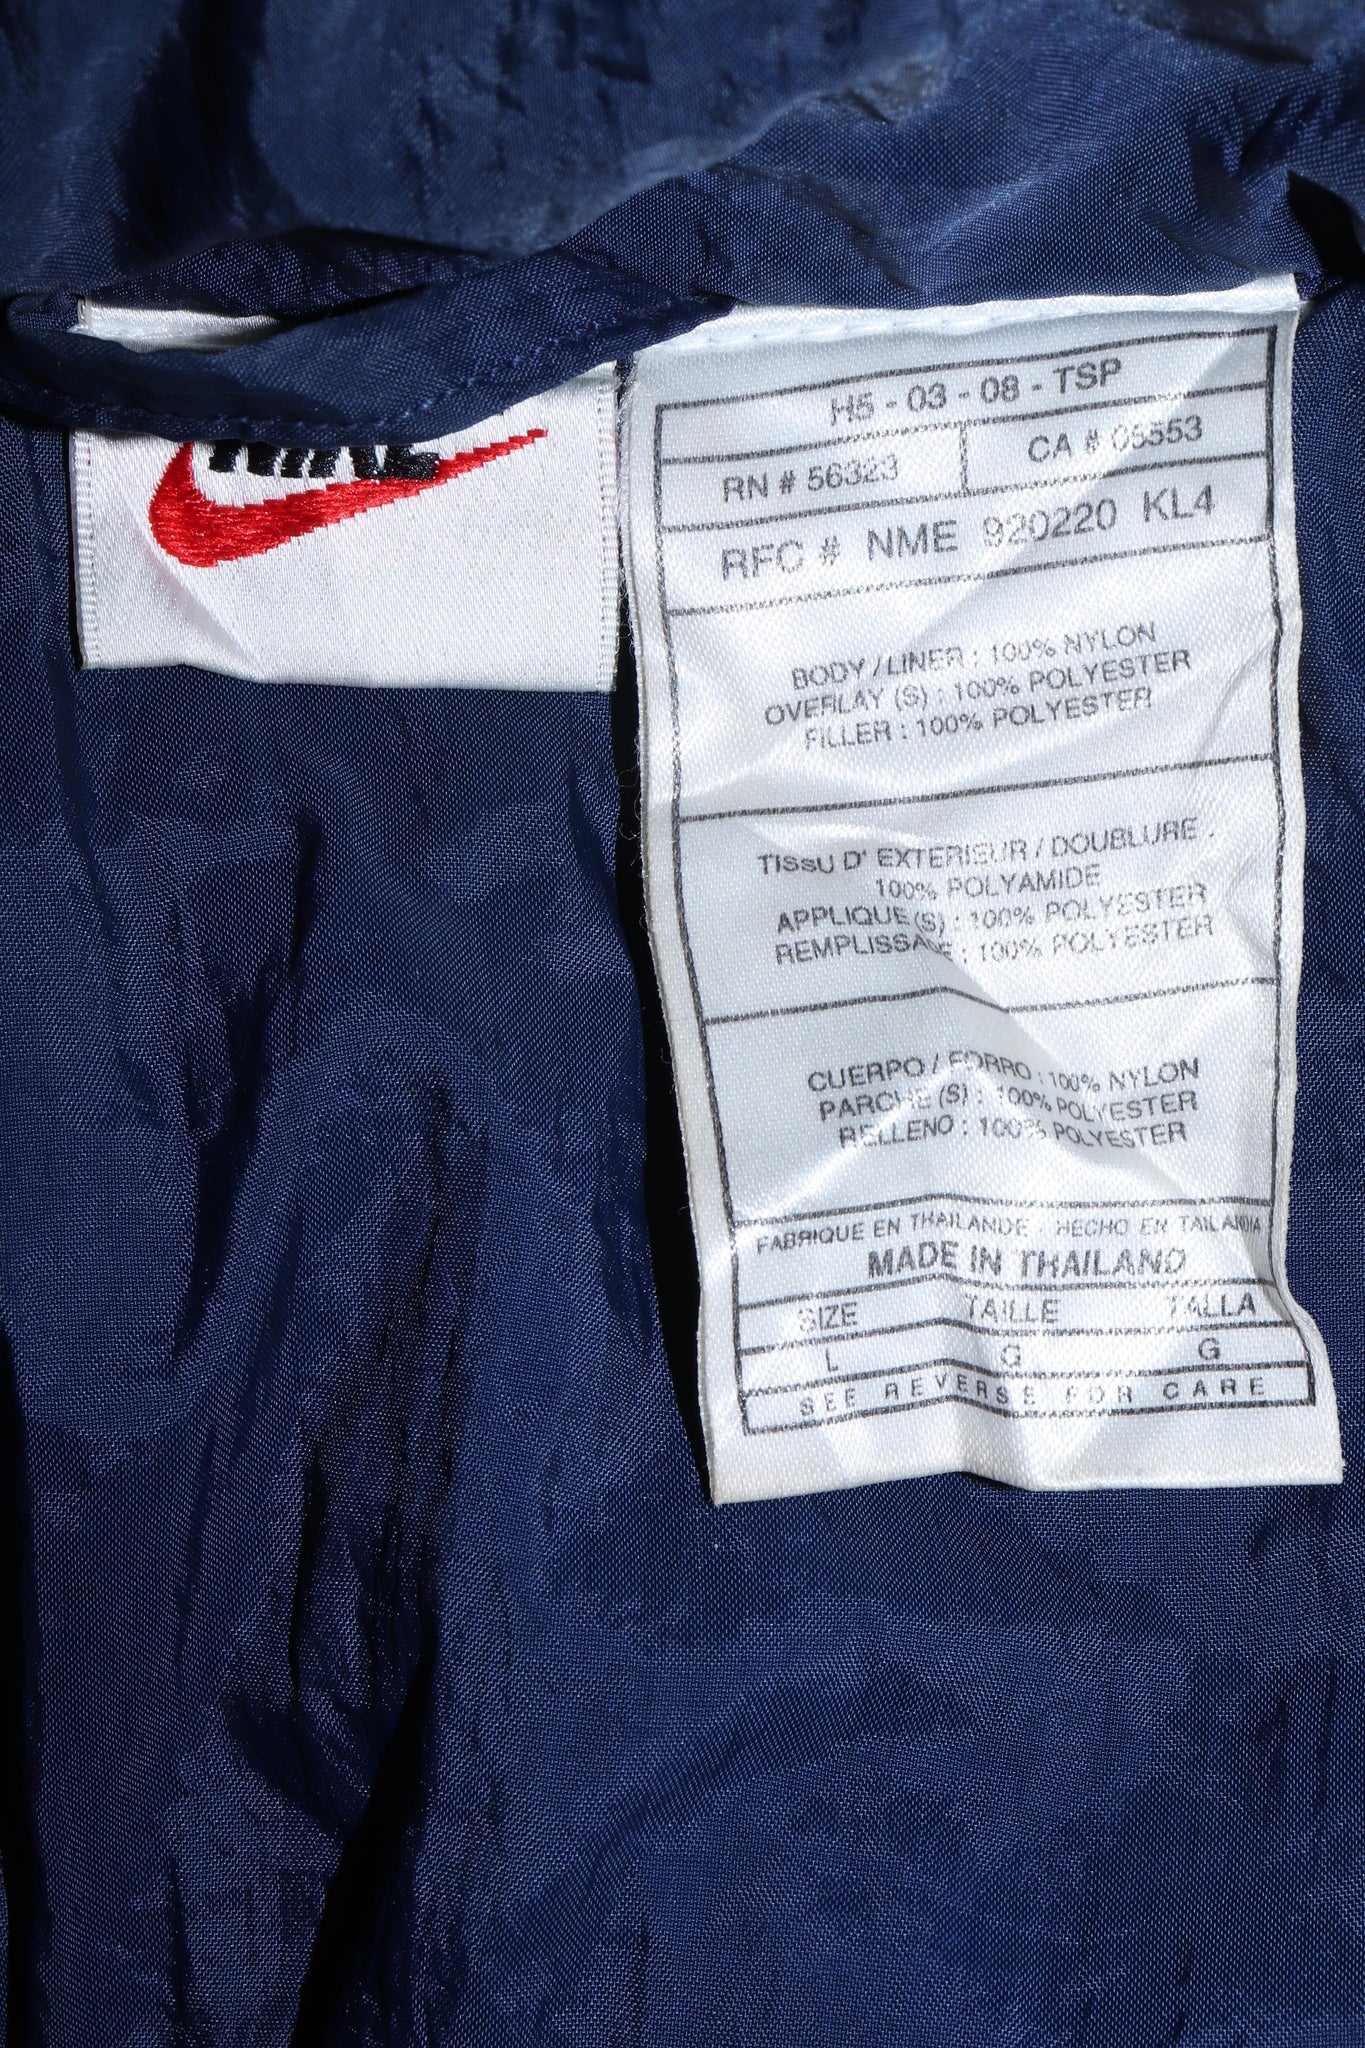 NIKE
H5 - 03 - 08 - TSP
RN # 56323
CA # 05553
RFC # NME 920220 KL4
BODY / LINER : 100% NYLON
OVERLAY (S) : 100% POLYESTER
FILLER : 100% POLYESTER
TISSU D' EXTERIEUR / DOUBLURE :
100% POLYAMIDE
APPLIQUE (S) : 100% POLYESTER
REMPLISSAGE : 100% POLYESTER
CUERPO / FORRO : 100% NYLON
PARCHE (S) : 100% POLYESTER
RELLENO : 100% POLYESTER
FABRIQUE EN THAILANDE - HECHO EN TAILANDIA
MADE IN THAILAND
SIZE TAILLE TALLA
L G G
SEE REVERSE FOR CARE